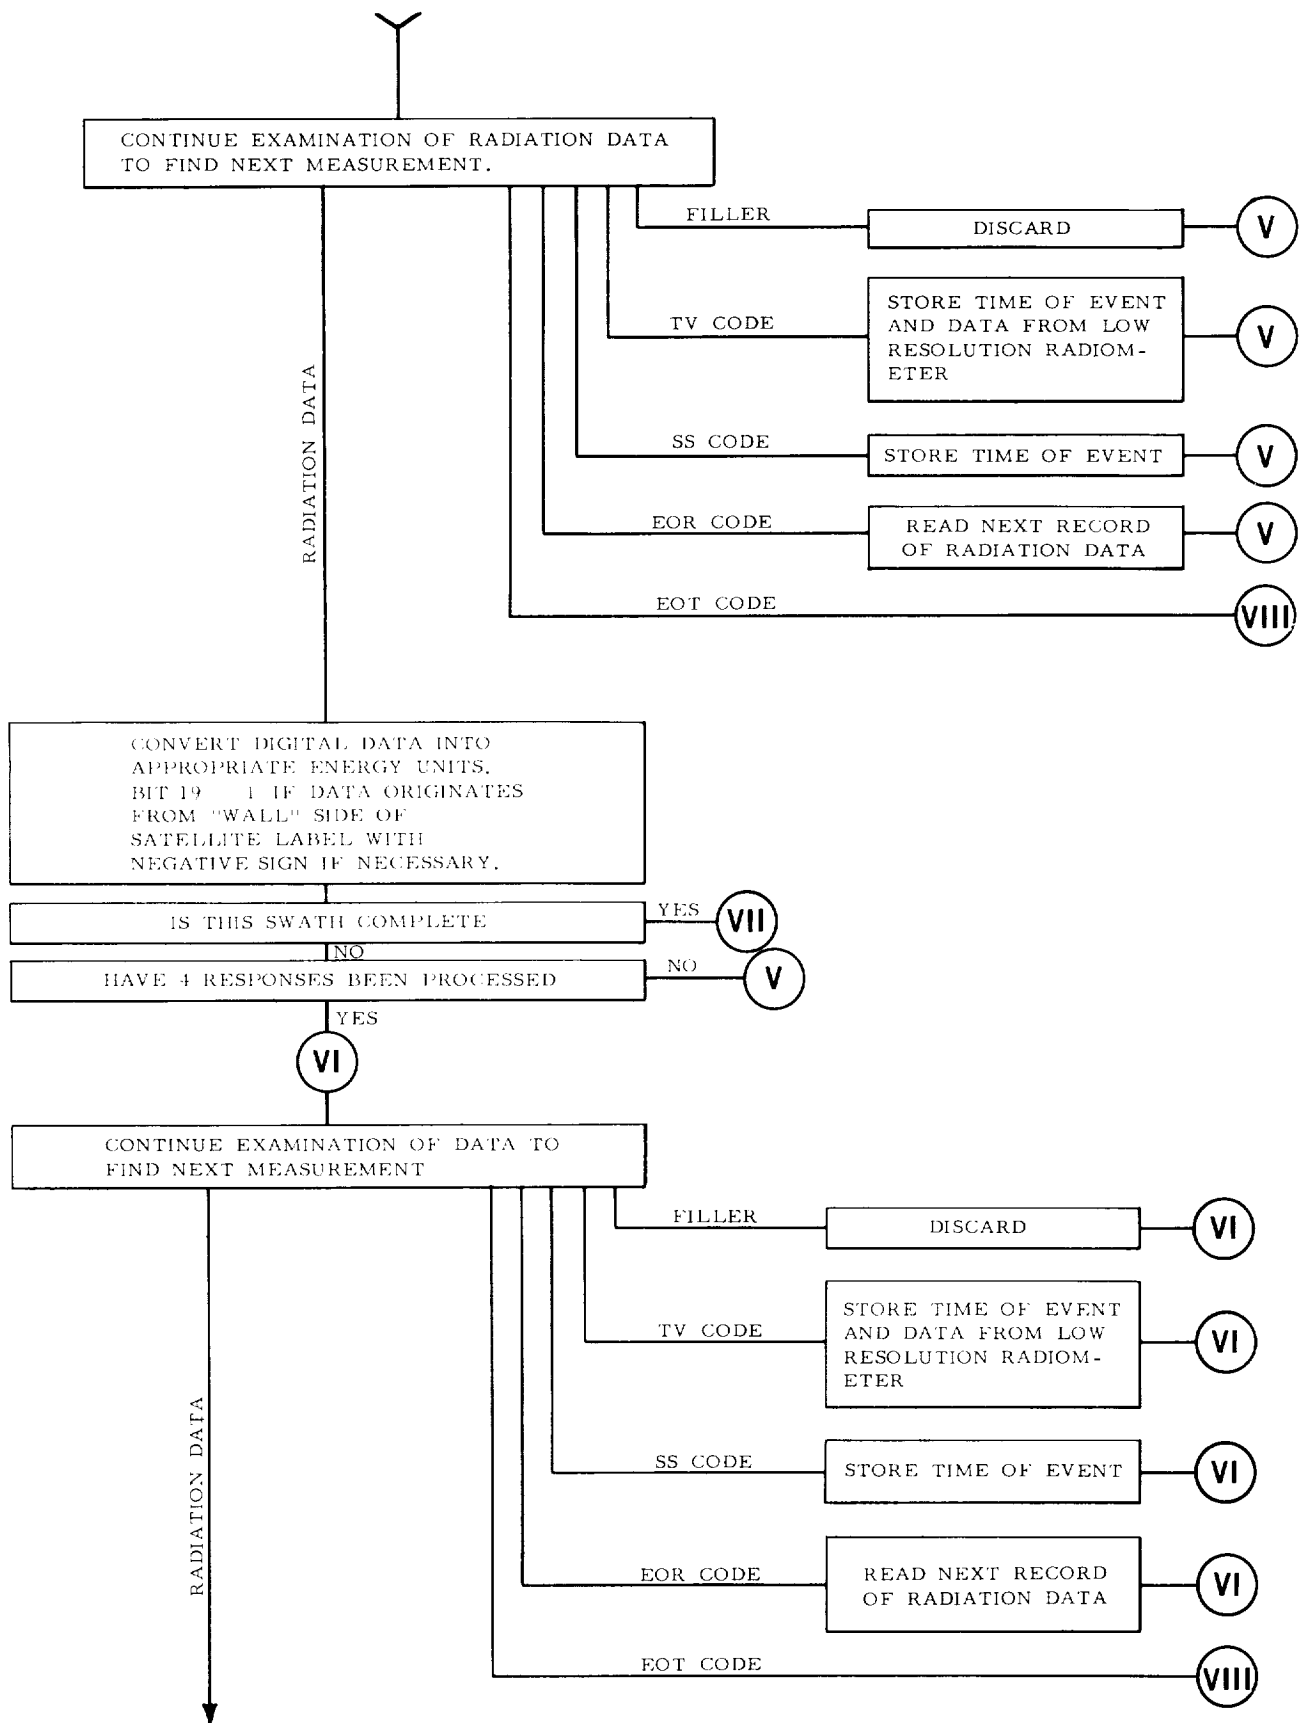 CONTINUE EXAMINATION OF RADIATION DATA
TO FIND NEXT MEASUREMENT.
FILLER
DISCARD
V
TV CODE
STORE TIME OF EVENT
AND DATA FROM LOW
RESOLUTION RADIOM-
ETER
V
RADIATION DATA
SS CODE
STORE TIME OF EVENT
V
EOR CODE
READ NEXT RECORD
OF RADIATION DATA
V
EOT CODE
VIII
CONVERT DIGITAL DATA INTO
APPROPRIATE ENERGY UNITS.
BIT 19 1 IF DATA ORIGINATES
FROM "WALL" SIDE OF
SATELLITE LABEL WITH
NEGATIVE SIGN IF NECESSARY.
IS THIS SWATH COMPLETE
YES
VII
NO
HAVE 4 RESPONSES BEEN PROCESSED
NO
V
YES
VI
CONTINUE EXAMINATION OF DATA TO
FIND NEXT MEASUREMENT
FILLER
DISCARD
VI
TV CODE
STORE TIME OF EVENT
AND DATA FROM LOW
RESOLUTION RADIOM-
ETER
VI
RADIATION DATA
SS CODE
STORE TIME OF EVENT
VI
EOR CODE
READ NEXT RECORD
OF RADIATION DATA
VI
EOT CODE
VIII